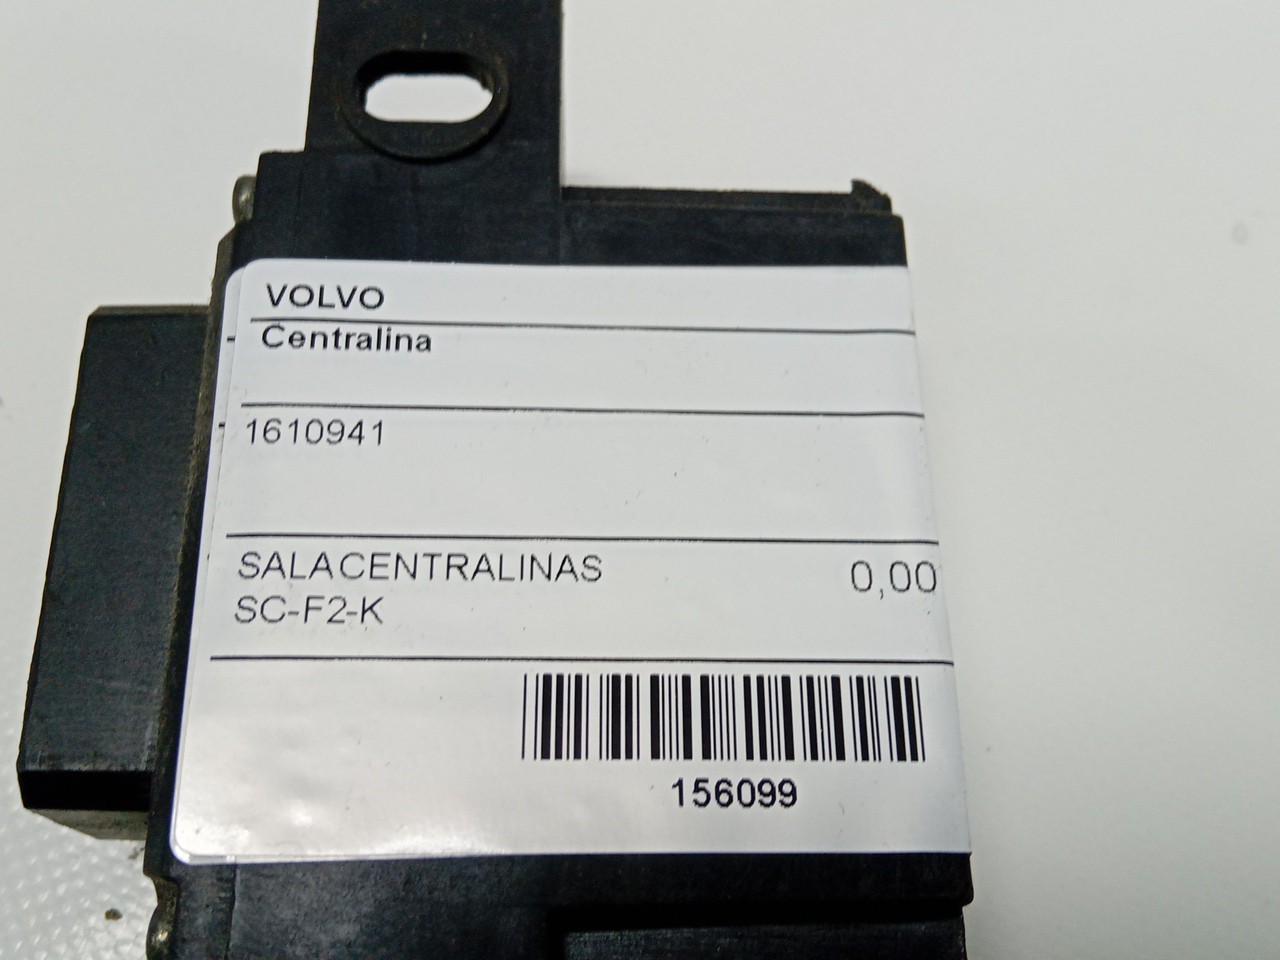 VOLVO
Centralina
1610941
SALACENTRALINAS 0,00
SC-F2-K
156099